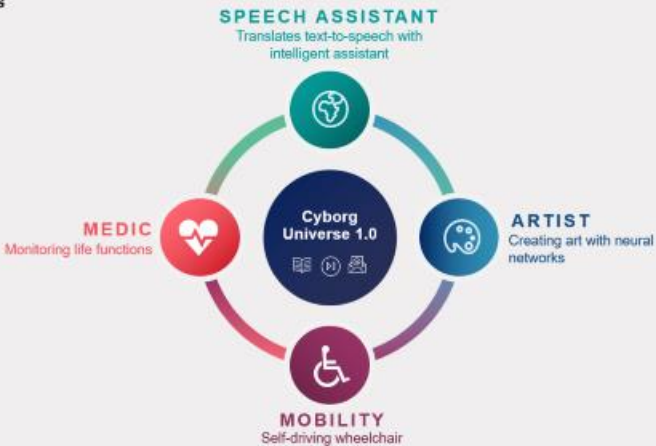 SPEECH ASSISTANT
Translates text-to-speech with
intelligent assistant
MEDIC
Monitoring life functions
Cyborg
Universe 1.0
ARTIST
Creating art with neural
networks
MOBILITY
Self-driving wheelchair